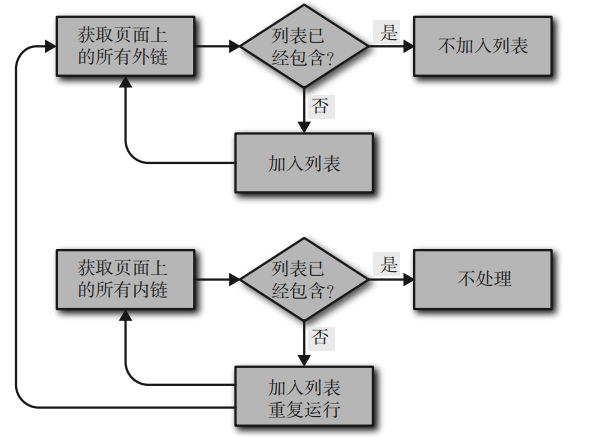 获取页面上
的所有外链
列表已
经包含?
是
不加入列表
否
加入列表
获取页面上
的所有内链
列表已
经包含?
是
不处理
否
加入列表
重复运行